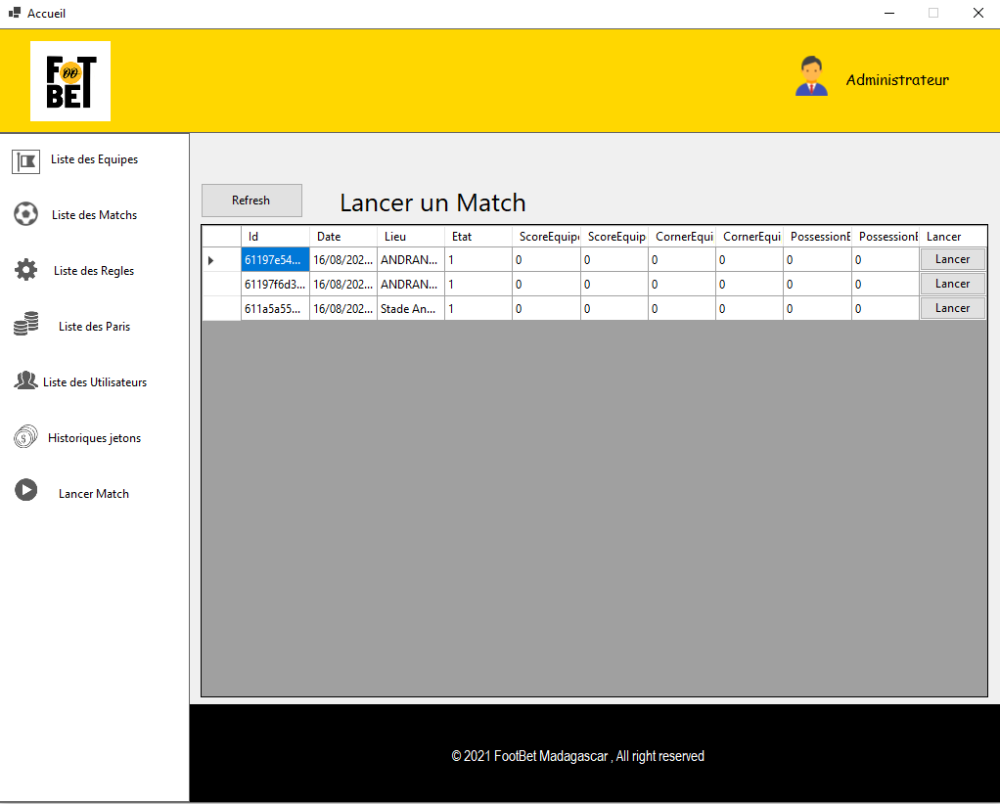 Accueil
FOOT
BET
Administrateur
Liste des Equipes
Liste des Matchs
Liste des Regles
Liste des Paris
Liste des Utilisateurs
Historiques jetons
Lancer Match
Refresh
Lancer un Match
Id Date Lieu Etat ScoreEquipe ScoreEquip CornerEqui CornerEqui PossessionE PossessionE Lancer
61197e54... 16/08/202... ANDRAN... 1 0 0 0 0 0 0 Lancer
61197f6d3... 16/08/202... ANDRAN... 1 0 0 0 0 0 0 Lancer
611a5a55... 16/08/202... Stade An... 1 0 0 0 0 0 0 Lancer
© 2021 FootBet Madagascar , All right reserved